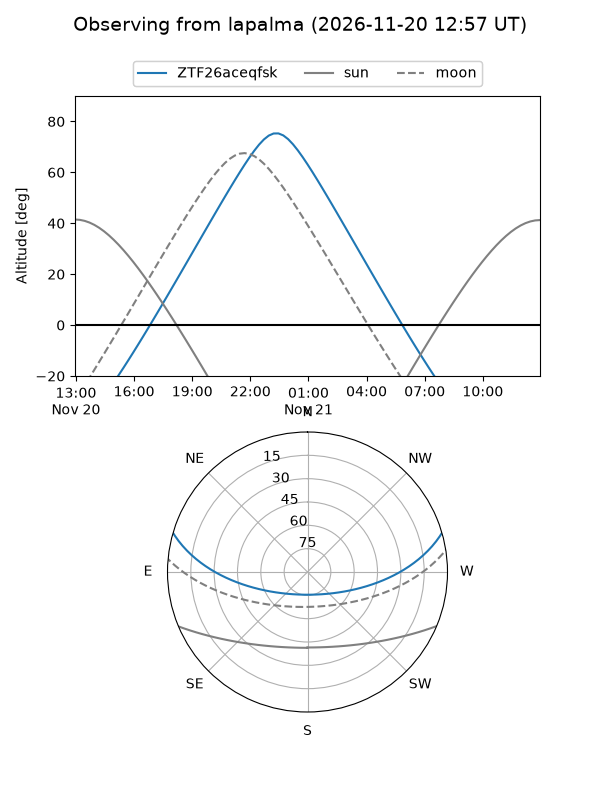 Observing from lapalma (2026-11-20 12:57 UT)
ZTF26aceqfsk sun moon
Altitude [deg]
80
60
40
20
0
−20
13:00 16:00 19:00 22:00 01:00 04:00 07:00 10:00
Nov 20 Nov 21
N
NE NW
15
30
45
60
75
E W
SE SW
S